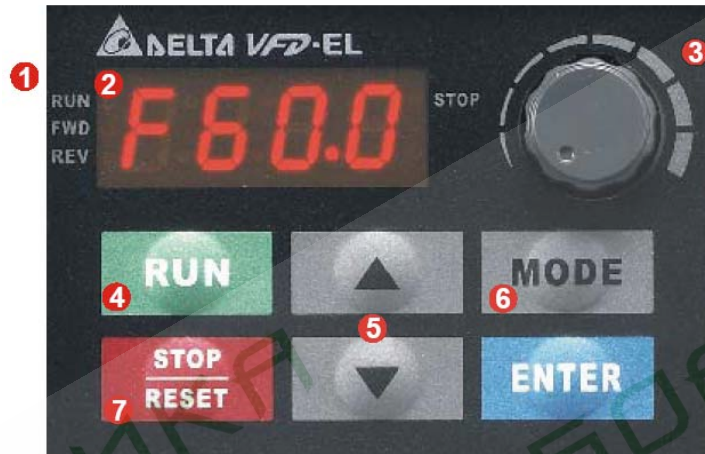 DELTA VFD-EL
1
2
3
RUN
FWD
REV
F60.0
STOP
RUN
MODE
4
5
6
STOP
RESET
ENTER
7